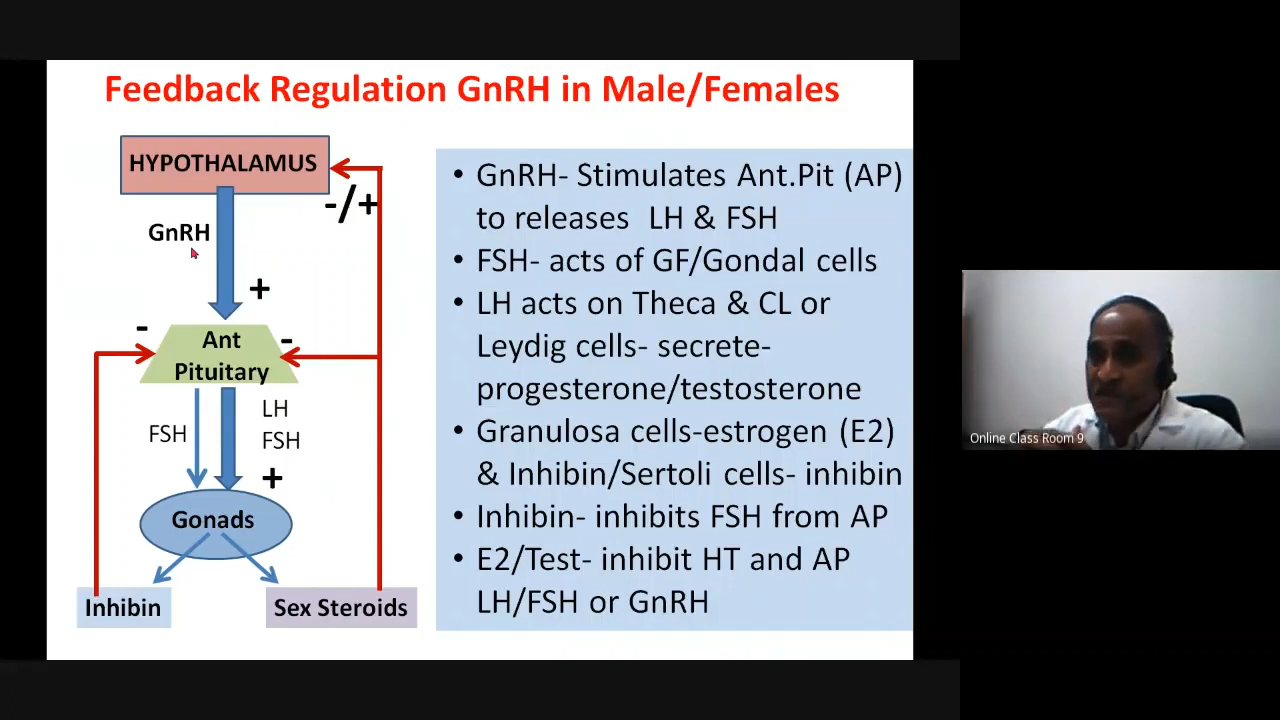 Feedback Regulation GnRH in Male/Females
HYPOTHALAMUS
-/+
GnRH
+
-
Ant
Pituitary
-
FSH
LH
FSH
+
Gonads
Inhibin
Sex Steroids
• GnRH- Stimulates Ant.Pit (AP)
to releases LH & FSH
• FSH- acts of GF/Gondal cells
• LH acts on Theca & CL or
Leydig cells- secrete-
progesterone/testosterone
• Granulosa cells-estrogen (E2)
& Inhibin/Sertoli cells- inhibin
• Inhibin- inhibits FSH from AP
• E2/Test- inhibit HT and AP
LH/FSH or GnRH
Online Class Room 9